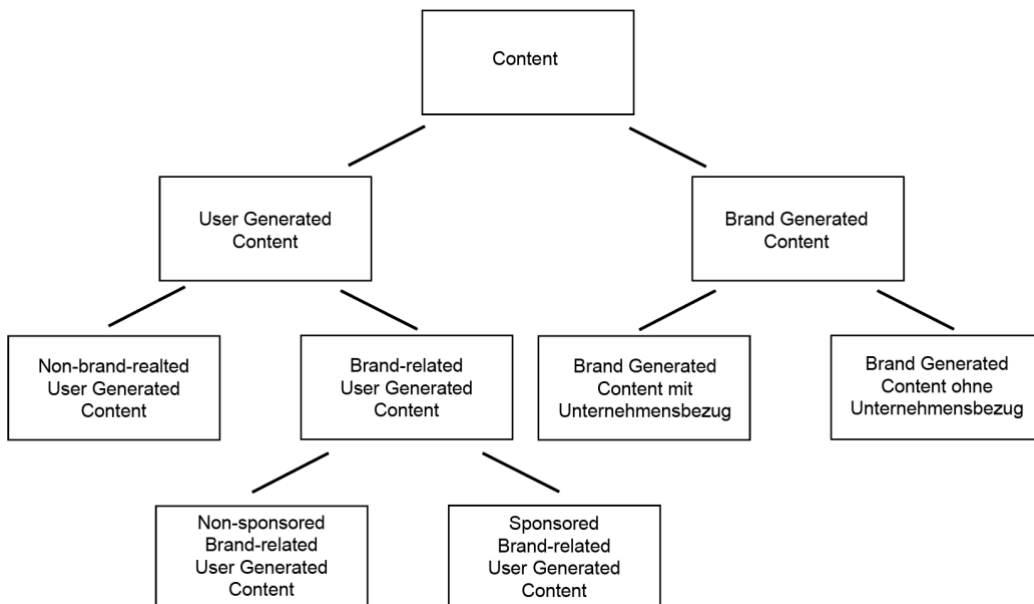 Content
User Generated
Content
Brand Generated
Content
Non-brand-realted
User Generated
Content
Brand-related
User Generated
Content
Brand Generated
Content mit
Unternehmensbezug
Brand Generated
Content ohne
Unternehmensbezug
Non-sponsored
Brand-related
User Generated
Content
Sponsored
Brand-related
User Generated
Content